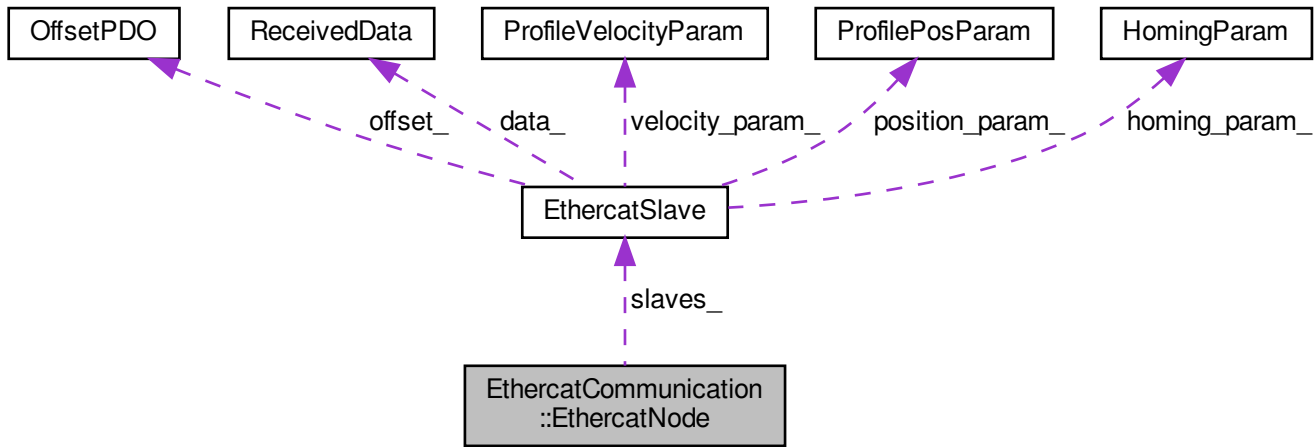 OffsetPDO
ReceivedData
ProfileVelocityParam
ProfilePosParam
HomingParam
offset_
data_
velocity_param_
position_param_
homing_param_
EthercatSlave
slaves_
EthercatCommunication
::EthercatNode